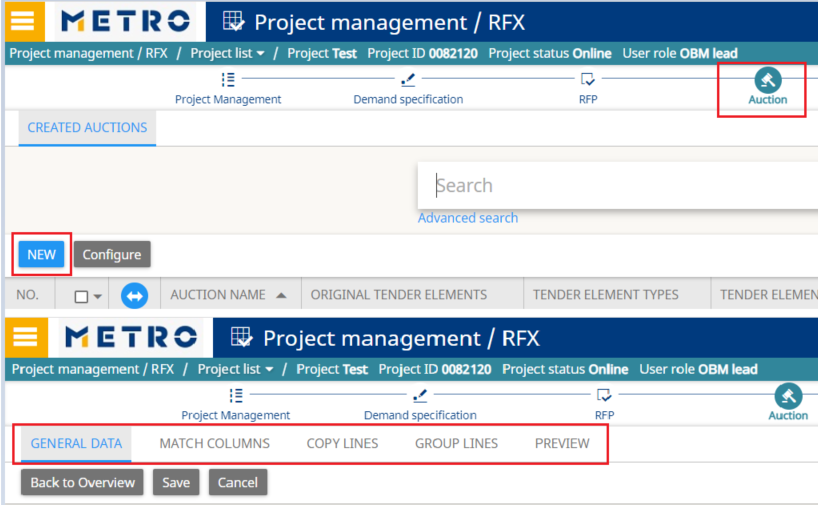 METRO Project management / RFX
Project management / RFX / Project list / Project Test Project ID 0082120 Project status Online User role OBM lead
Project Management Demand specification RFP Auction
CREATED AUCTIONS
Search
Advanced search
NEW Configure
NO. AUCTION NAME ORIGINAL TENDER ELEMENTS TENDER ELEMENT TYPES TENDER ELEMEN
METRO Project management / RFX
Project management / RFX / Project list / Project Test Project ID 0082120 Project status Online User role OBM lead
Project Management Demand specification RFP Auction
GENERAL DATA MATCH COLUMNS COPY LINES GROUP LINES PREVIEW
Back to Overview Save Cancel